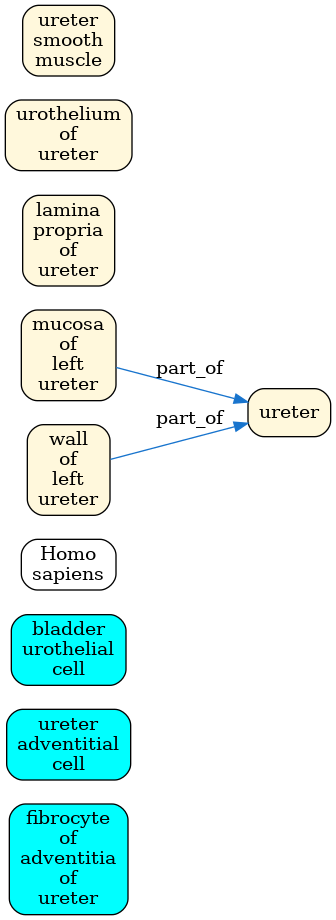 ureter
smooth
muscle
urothelium
of
ureter
lamina
propria
of
ureter
mucosa
of
left
ureter
part_of
ureter
part_of
wall
of
left
ureter
Homo
sapiens
bladder
urothelial
cell
ureter
adventitial
cell
fibrocyte
of
adventitia
of
ureter